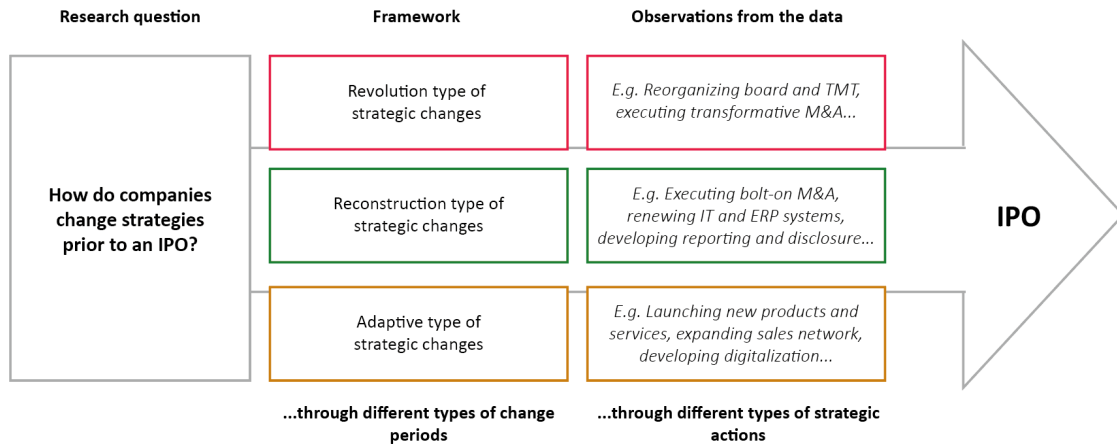 Research question
Framework
Observations from the data
How do companies
change strategies
prior to an IPO?
Revolution type of
strategic changes
E.g. Reorganizing board and TMT,
executing transformative M&A...
Reconstruction type of
strategic changes
E.g. Executing bolt-on M&A,
renewing IT and ERP systems,
developing reporting and disclosure...
Adaptive type of
strategic changes
E.g. Launching new products and
services, expanding sales network,
developing digitalization...
IPO
...through different types of change
periods
...through different types of strategic
actions